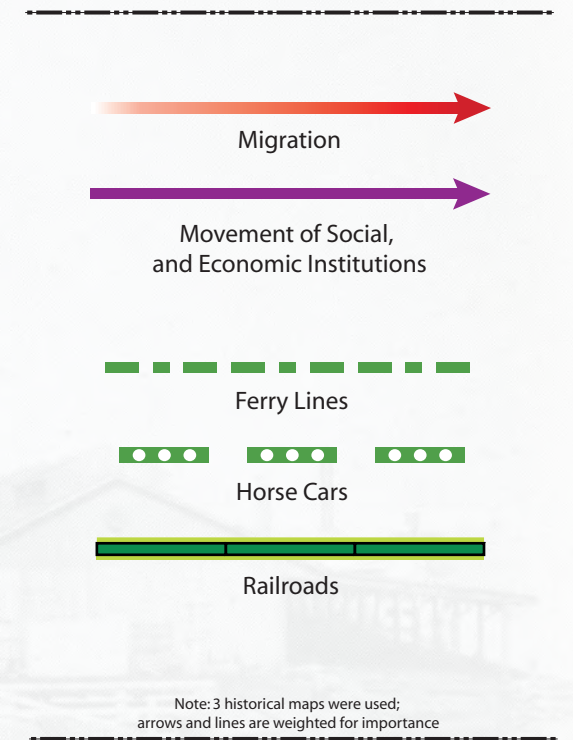 Migration
Movement of Social,
and Economic Institutions
Ferry Lines
Horse Cars
Railroads
Note: 3 historical maps were used;
arrows and lines are weighted for importance